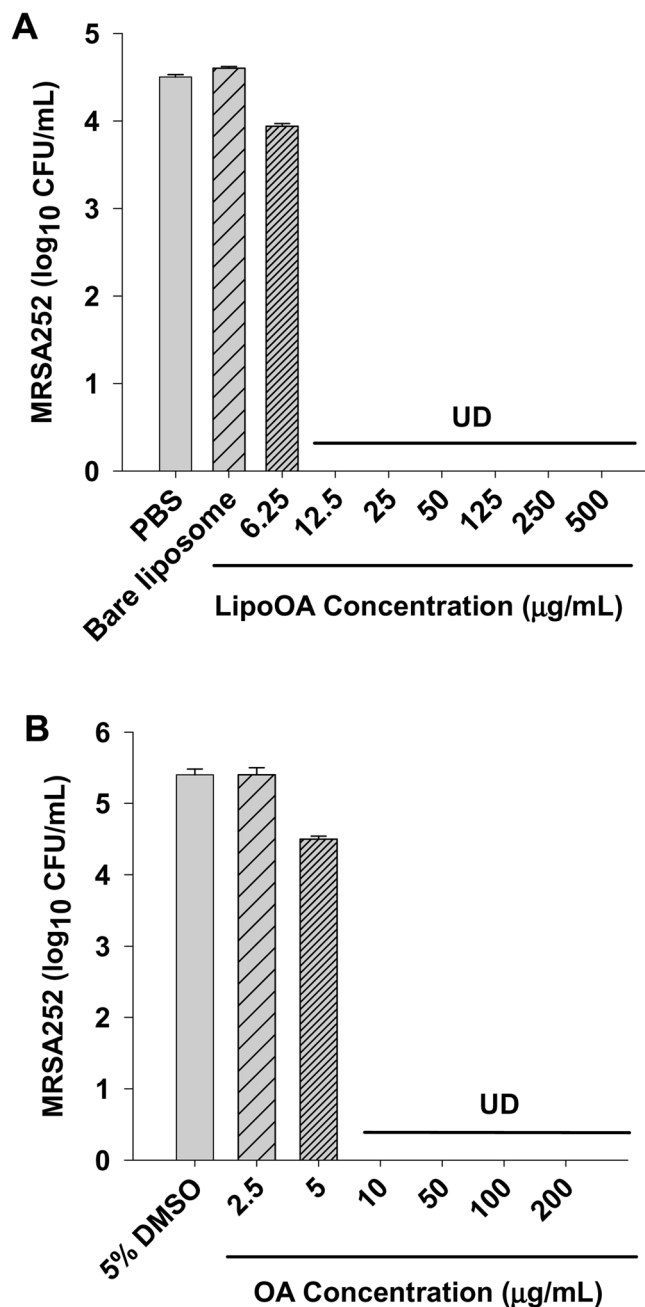 A
MRSA252 (log10 CFU/mL)
5
4
3
2
1
0
UD
PBS
Bare liposome
6.25
12.5
25
50
125
250
500
LipoOA Concentration (μg/mL)
B
MRSA252 (log10 CFU/mL)
6
5
4
3
2
1
0
UD
5% DMSO
2.5
5
10
50
100
200
OA Concentration (μg/mL)